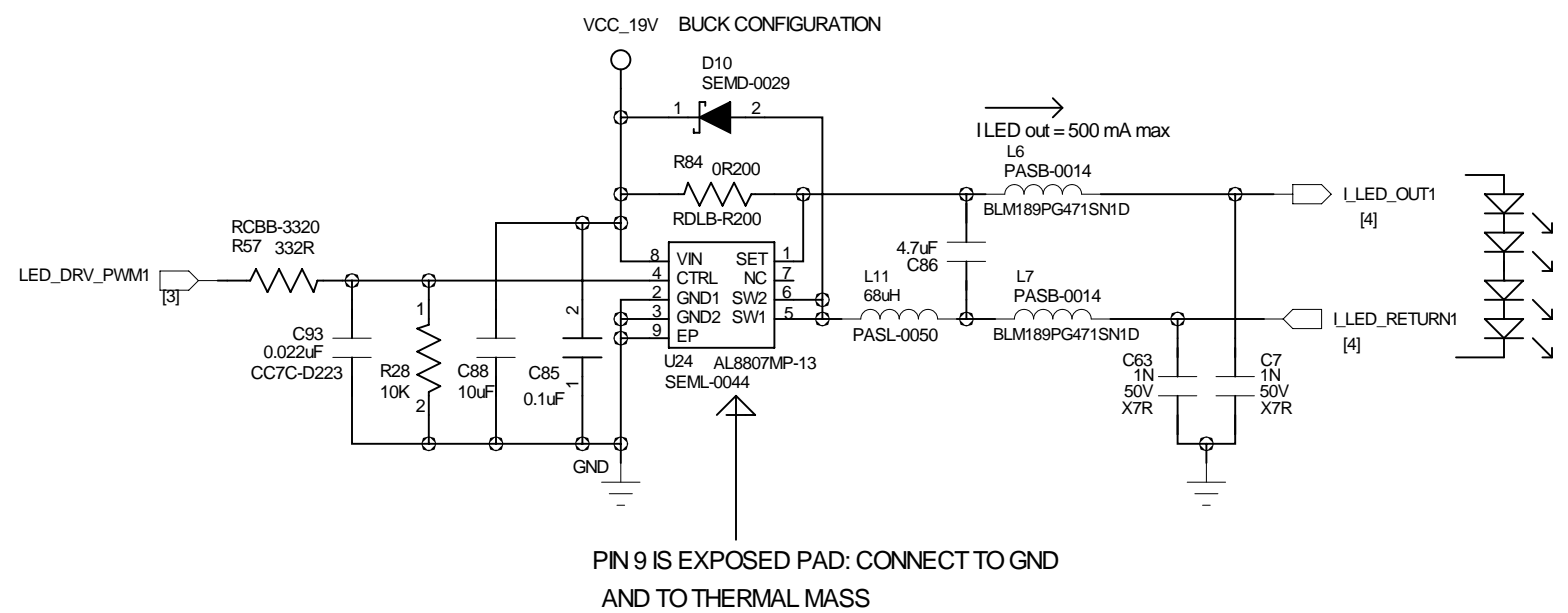 VCC_19V BUCK CONFIGURATION
D10
SEMD-0029
1 2
I LED out = 500 mA max
R84 0R200
RDLB-R200
L6
PASB-0014
BLM189PG471SN1D
I_LED_OUT1
[4]
RCBB-3320
R57 332R
LED_DRV_PWM1
[3]
8 VIN SET 1
4 CTRL NC 7
2 GND1 SW2 6
3 GND2 SW1 5
9 EP
U24 AL8807MP-13
SEML-0044
4.7uF
C86
L11
68uH
PASL-0050
L7
PASB-0014
BLM189PG471SN1D
I_LED_RETURN1
[4]
C93
0.022uF
CC7C-D223
1
R28
10K
2
C88
10uF
2
C85
0.1uF
1
C63
1N
50V
X7R
C7
1N
50V
X7R
GND
PIN 9 IS EXPOSED PAD: CONNECT TO GND
AND TO THERMAL MASS